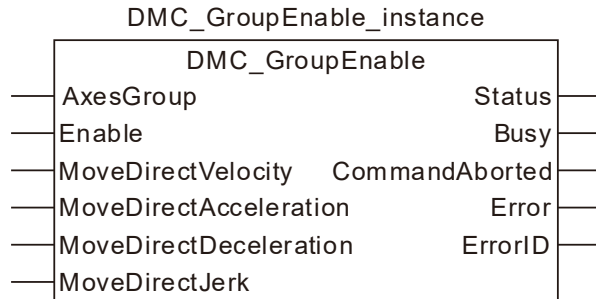 DMC_GroupEnable_instance
DMC_GroupEnable
AxesGroup Status
Enable Busy
MoveDirectVelocity CommandAborted
MoveDirectAcceleration Error
MoveDirectDeceleration ErrorID
MoveDirectJerk